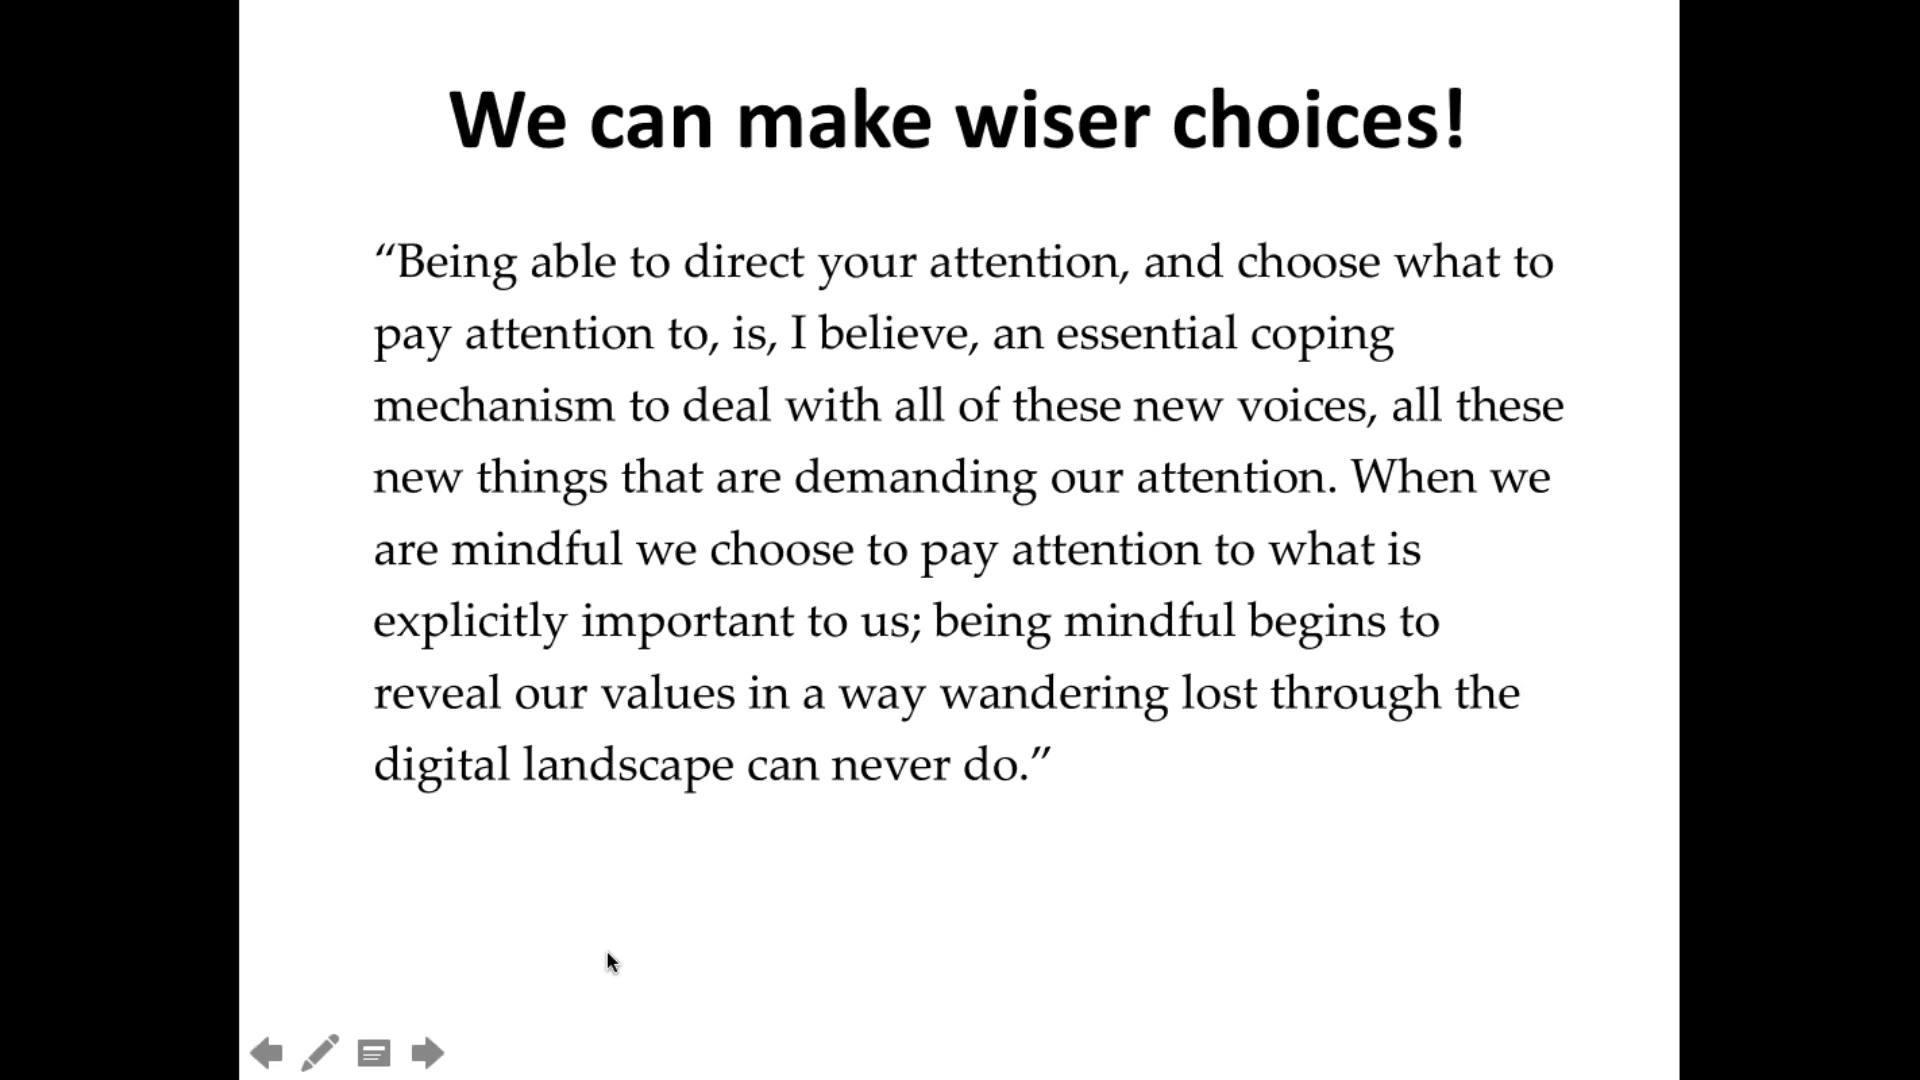 We can make wiser choices!
“Being able to direct your attention, and choose what to
pay attention to, is, I believe, an essential coping
mechanism to deal with all of these new voices, all these
new things that are demanding our attention. When we
are mindful we choose to pay attention to what is
explicitly important to us; being mindful begins to
reveal our values in a way wandering lost through the
digital landscape can never do.”